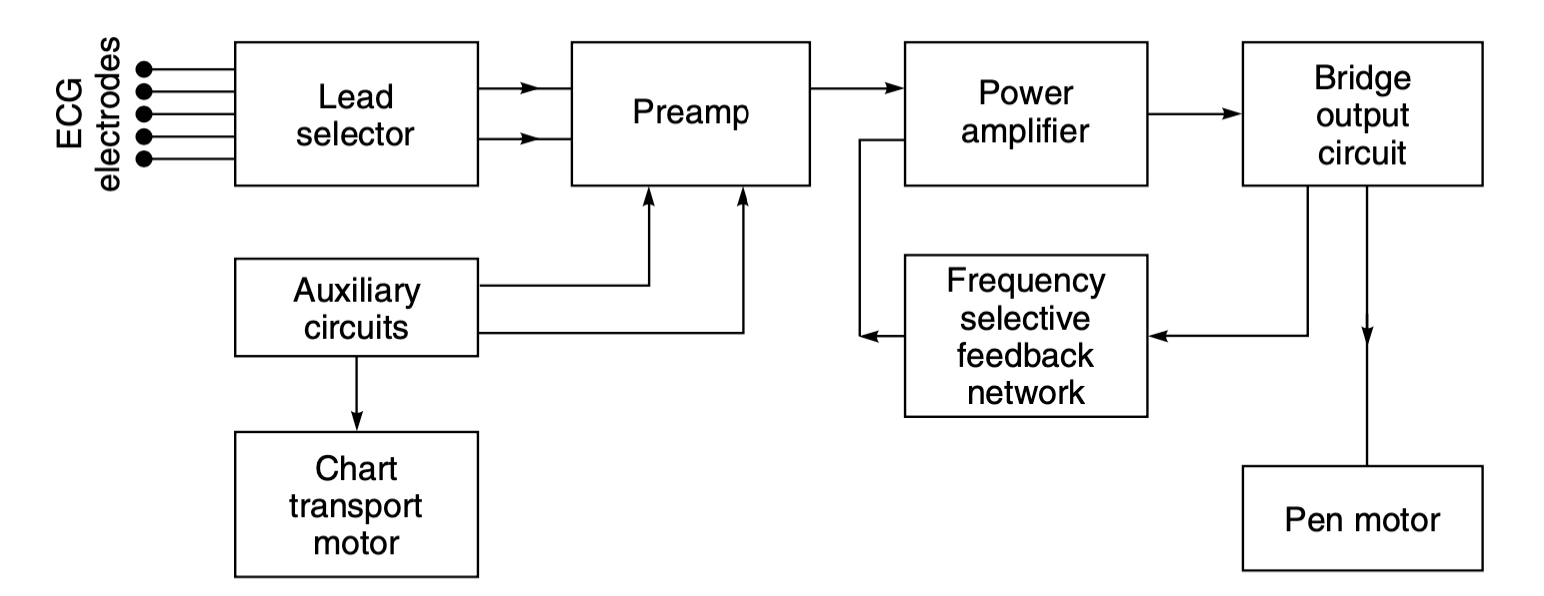 ECG
electrodes
Lead
selector
Preamp
Power
amplifier
Bridge
output
circuit
Auxiliary
circuits
Frequency
selective
feedback
network
Chart
transport
motor
Pen motor